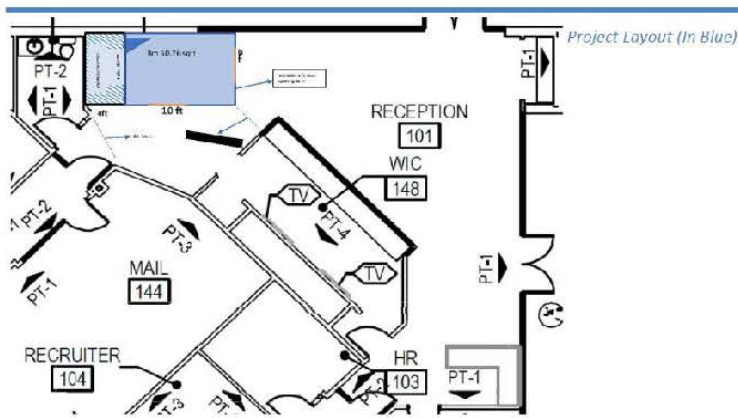 Project Layout (In Blue)
PT-2
PT-1
10 ft
PT-1
RECEPTION
101
WIC
148
TV
PT-4
PT-3
TV
PT-2
PT-1
MAIL
144
PT-1
RECRUITER
104
HR
103
PT-1
PT-3
PT-2